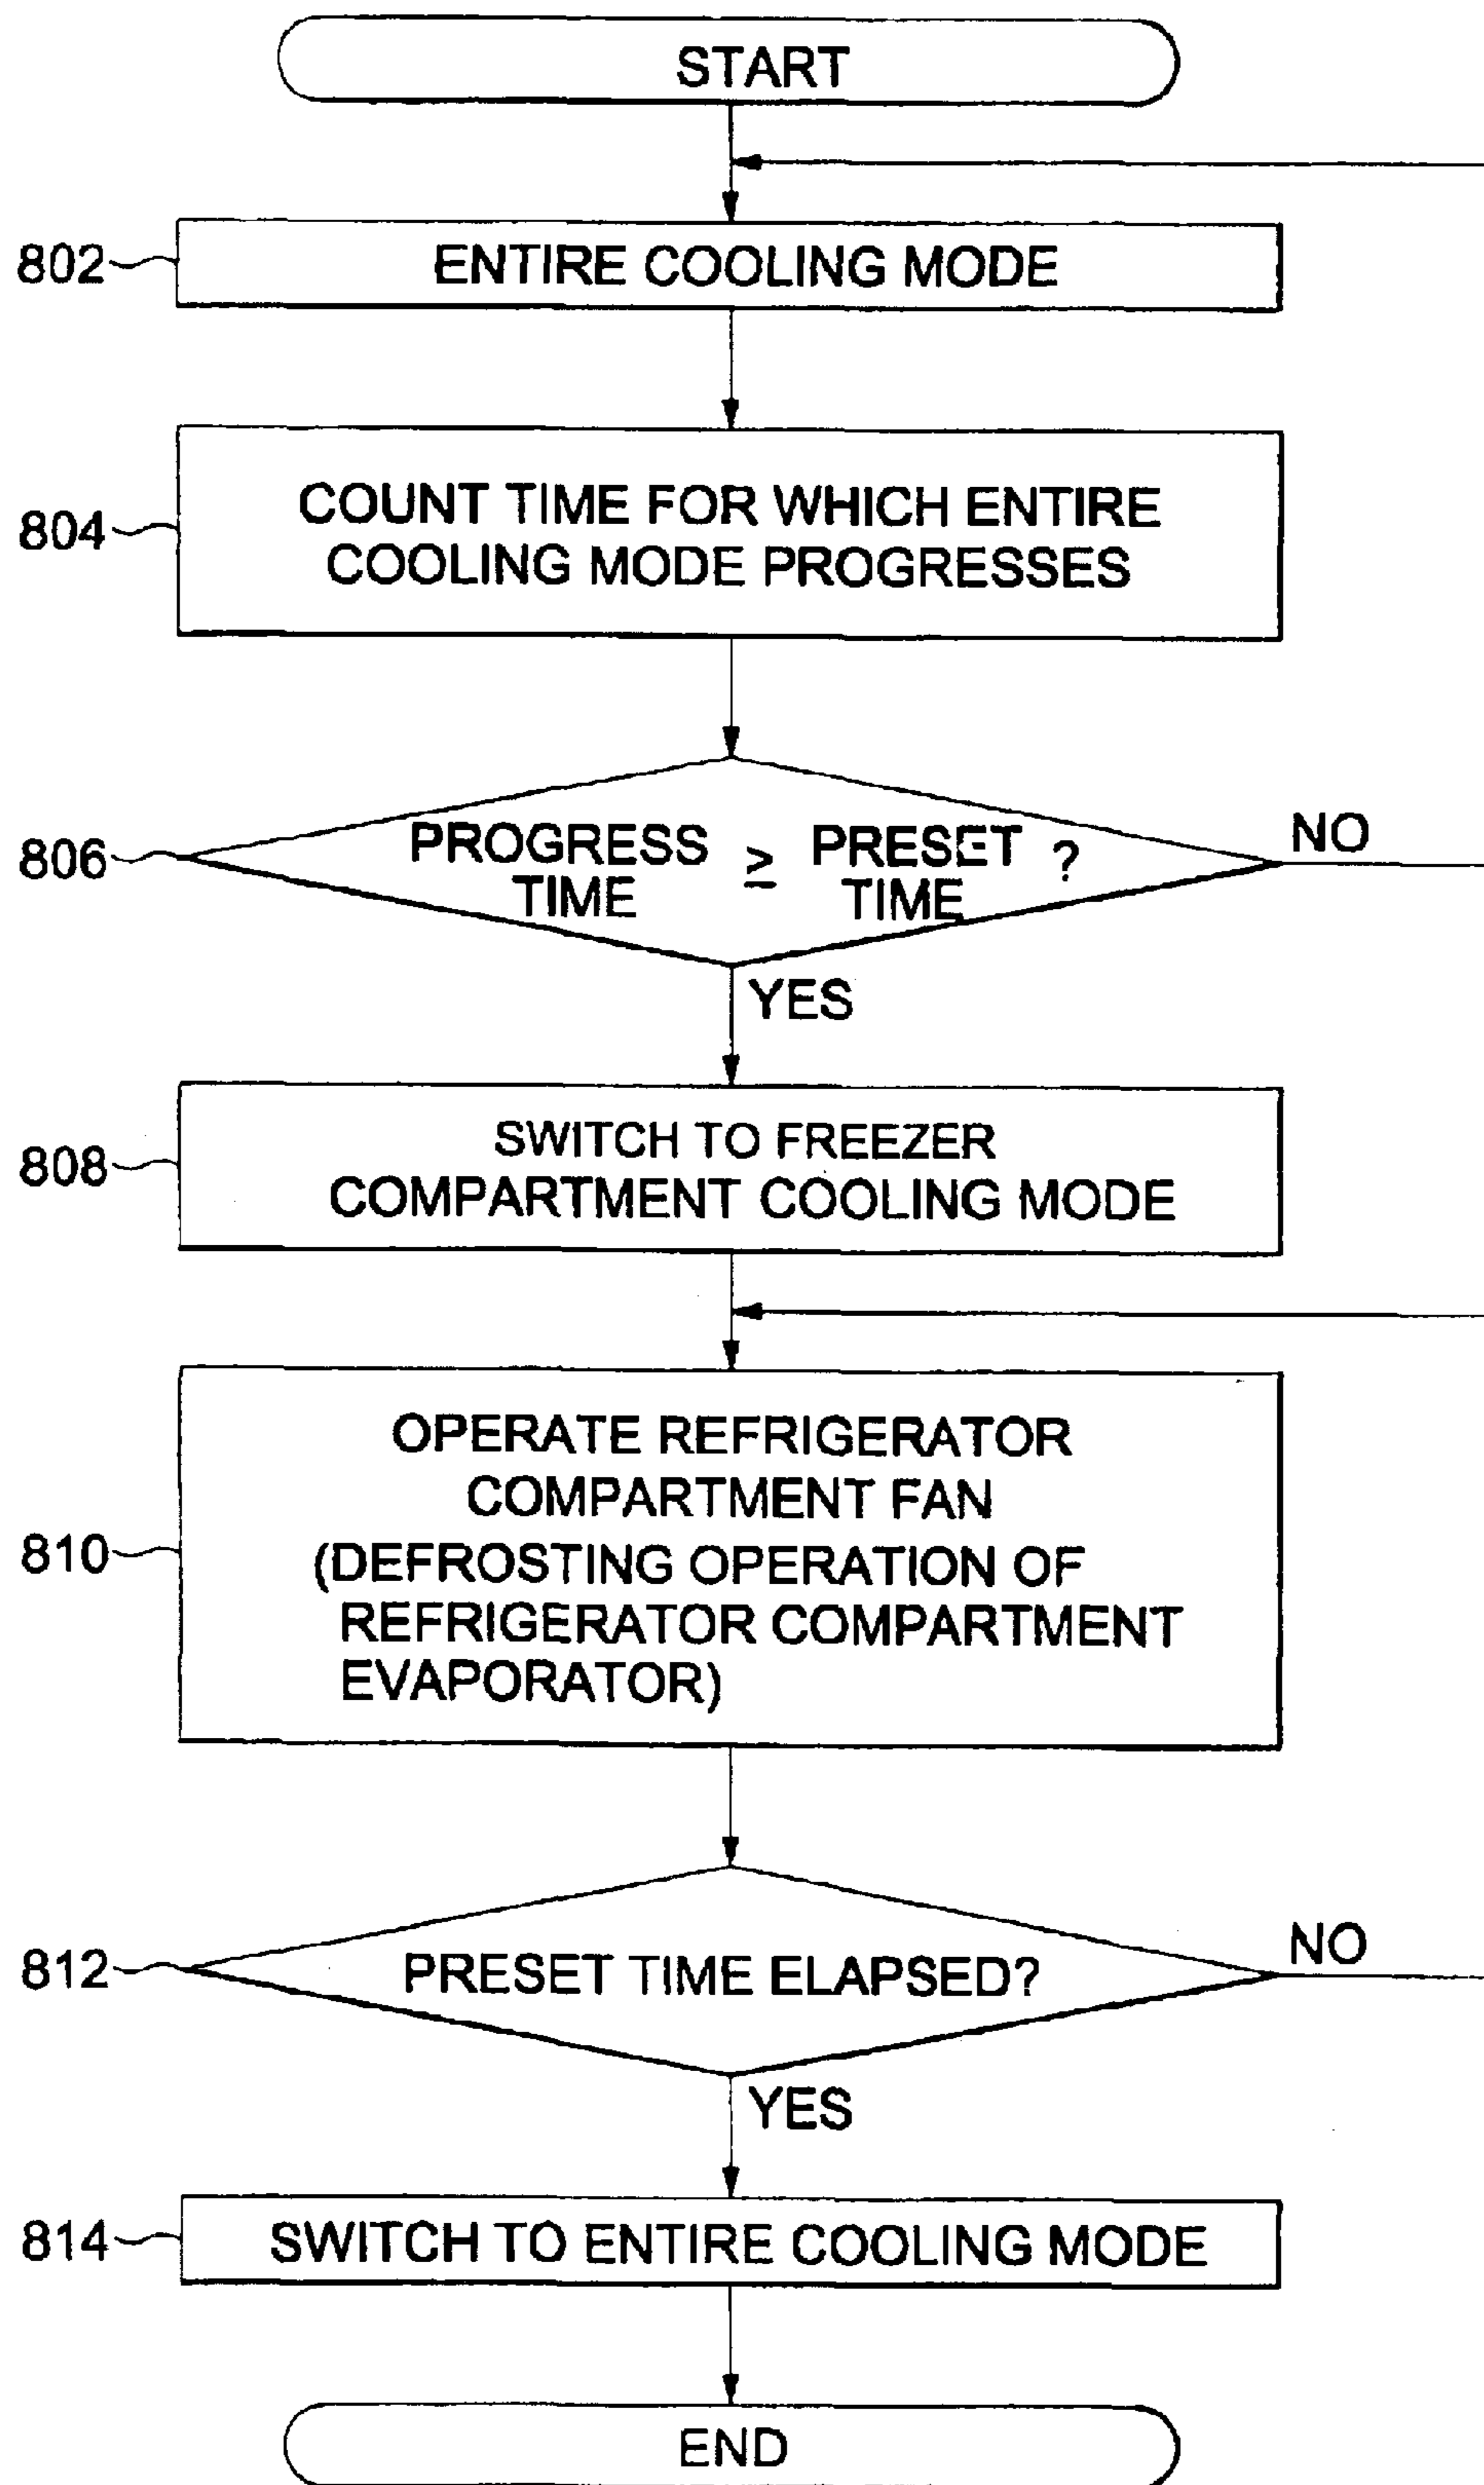 START
802
ENTIRE COOLING MODE
804
COUNT TIME FOR WHICH ENTIRE
COOLING MODE PROGRESSES
806
PROGRESS
TIME
≥
PRESET
TIME
?
NO
YES
808
SWITCH TO FREEZER
COMPARTMENT COOLING MODE
810
OPERATE REFRIGERATOR
COMPARTMENT FAN
(DEFROSTING OPERATION OF
REFRIGERATOR COMPARTMENT
EVAPORATOR)
812
PRESET TIME ELAPSED?
NO
YES
814
SWITCH TO ENTIRE COOLING MODE
END